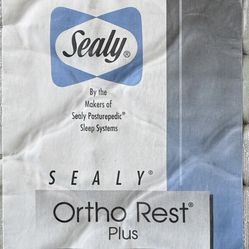 Sealy®
By the
Makers of
Sealy Posturepedic®
Sleep Systems
SEALY®
Ortho Rest®
Plus